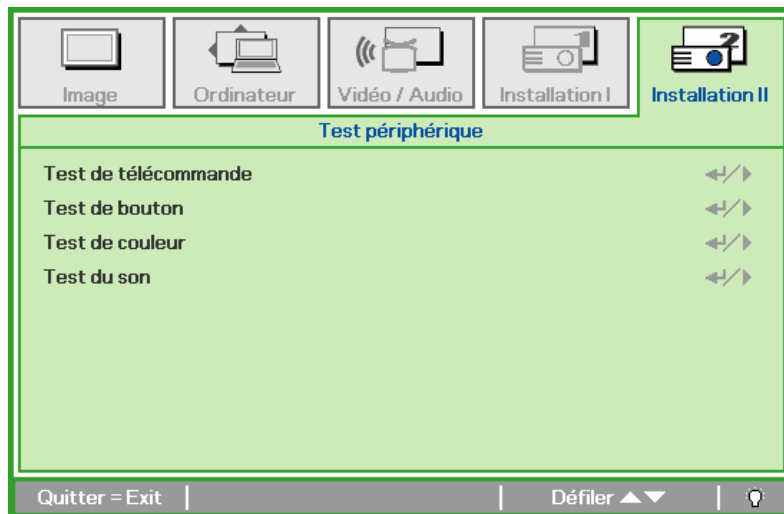 Image Ordinateur Vidéo / Audio Installation I Installation II
Test périphérique
Test de télécommande
Test de bouton
Test de couleur
Test du son
Quitter = Exit Défiler